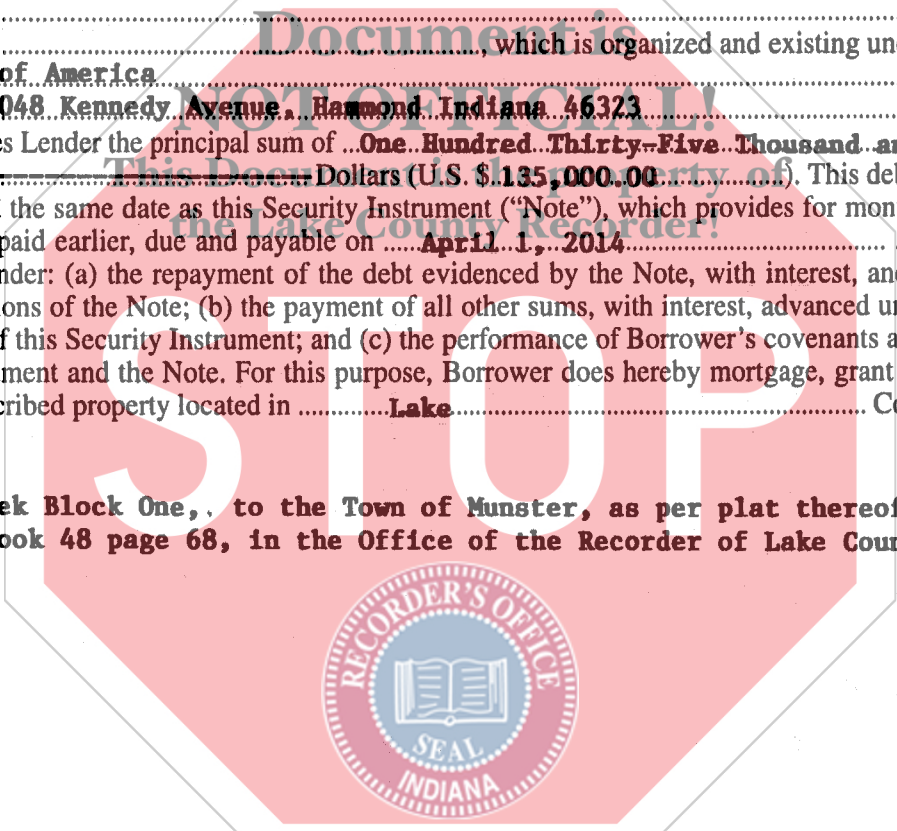 Document is
, which is organized and existing un
of America
NOT OFFICIAL!
048 Kennedy Avenue, Hammond Indiana 46323
s Lender the principal sum of One Hundred Thirty-Five Thousand a
This Document is the property of
Dollars (U.S. $ 135,000.00 ). This de
the same date as this Security Instrument ("Note"), which provides for mon
the Lake County Recorder!
paid earlier, due and payable on April 1, 2014
nder: (a) the repayment of the debt evidenced by the Note, with interest, an
ons of the Note; (b) the payment of all other sums, with interest, advanced u
f this Security Instrument; and (c) the performance of Borrower's covenants a
ment and the Note. For this purpose, Borrower does hereby mortgage, grant
cribed property located in Lake C
STOP
ek Block One,. to the Town of Munster, as per plat thereof
ook 48 page 68, in the Office of the Recorder of Lake Cou
RECORDER'S OFFICE
SEAL
INDIANA